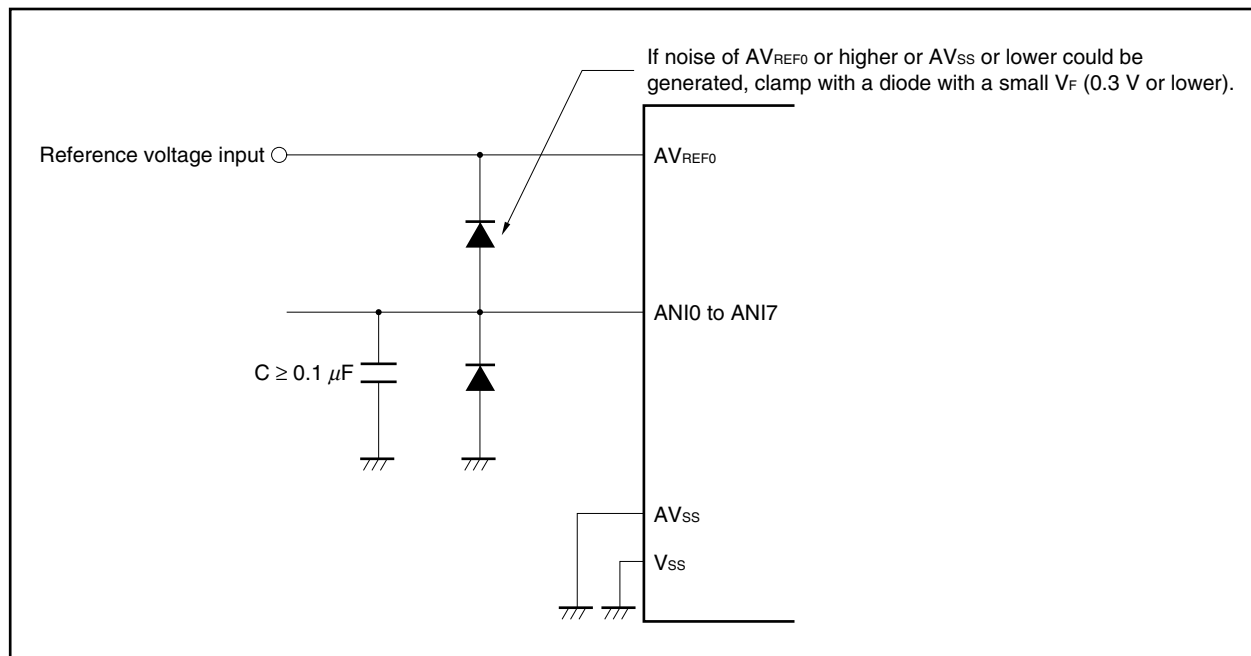 If noise of AVREF0 or higher or AVSS or lower could be
generated, clamp with a diode with a small VF (0.3 V or lower).
Reference voltage input
AVREF0
ANI0 to ANI7
C ≥ 0.1 μF
AVSS
VSS